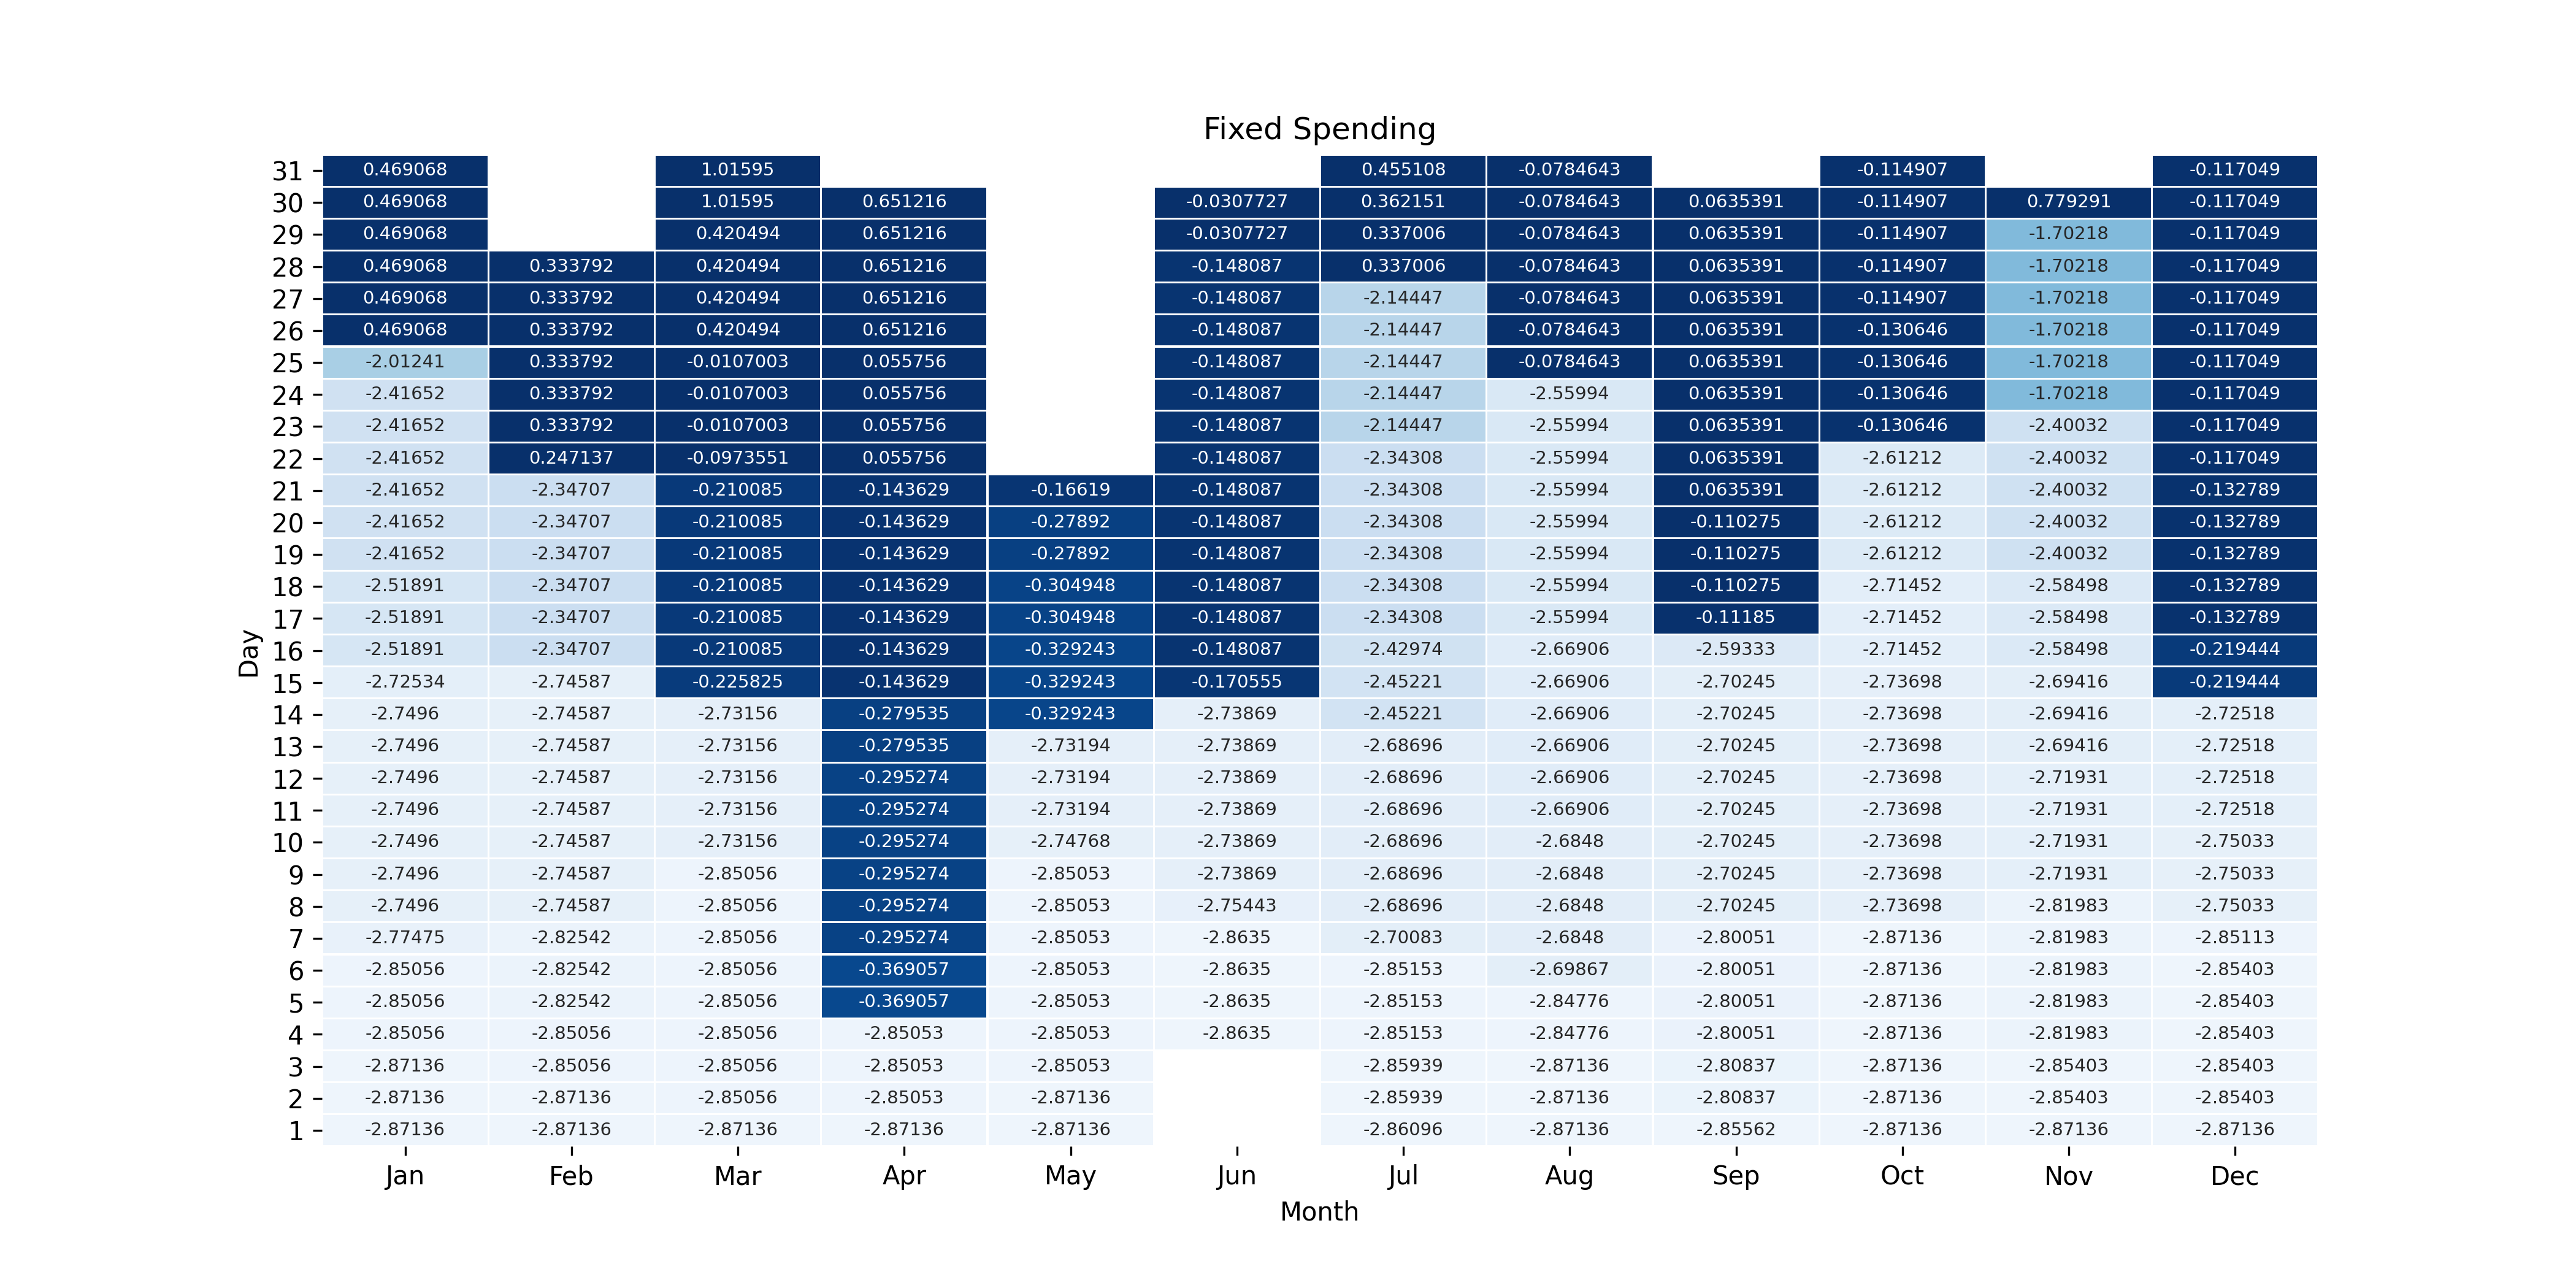 Fixed Spending
31 0.469068 1.01595 0.455108 -0.0784643 -0.114907 -0.117049
30 0.469068 1.01595 0.651216 -0.0307727 0.362151 -0.0784643 0.0635391 -0.114907 0.779291 -0.117049
29 0.469068 0.420494 0.651216 -0.0307727 0.337006 -0.0784643 0.0635391 -0.114907 -1.70218 -0.117049
28 0.469068 0.333792 0.420494 0.651216 -0.148087 0.337006 -0.0784643 0.0635391 -0.114907 -1.70218 -0.117049
27 0.469068 0.333792 0.420494 0.651216 -0.148087 -2.14447 -0.0784643 0.0635391 -0.114907 -1.70218 -0.117049
26 0.469068 0.333792 0.420494 0.651216 -0.148087 -2.14447 -0.0784643 0.0635391 -0.130646 -1.70218 -0.117049
25 -2.01241 0.333792 -0.0107003 0.055756 -0.148087 -2.14447 -0.0784643 0.0635391 -0.130646 -1.70218 -0.117049
24 -2.41652 0.333792 -0.0107003 0.055756 -0.148087 -2.14447 -2.55994 0.0635391 -0.130646 -1.70218 -0.117049
23 -2.41652 0.333792 -0.0107003 0.055756 -0.148087 -2.14447 -2.55994 0.0635391 -0.130646 -2.40032 -0.117049
22 -2.41652 0.247137 -0.0973551 0.055756 -0.148087 -2.34308 -2.55994 0.0635391 -2.61212 -2.40032 -0.117049
21 -2.41652 -2.34707 -0.210085 -0.143629 -0.16619 -0.148087 -2.34308 -2.55994 0.0635391 -2.61212 -2.40032 -0.132789
20 -2.41652 -2.34707 -0.210085 -0.143629 -0.27892 -0.148087 -2.34308 -2.55994 -0.110275 -2.61212 -2.40032 -0.132789
19 -2.41652 -2.34707 -0.210085 -0.143629 -0.27892 -0.148087 -2.34308 -2.55994 -0.110275 -2.61212 -2.40032 -0.132789
18 -2.51891 -2.34707 -0.210085 -0.143629 -0.304948 -0.148087 -2.34308 -2.55994 -0.110275 -2.71452 -2.58498 -0.132789
17 -2.51891 -2.34707 -0.210085 -0.143629 -0.304948 -0.148087 -2.34308 -2.55994 -0.11185 -2.71452 -2.58498 -0.132789
16 -2.51891 -2.34707 -0.210085 -0.143629 -0.329243 -0.148087 -2.42974 -2.66906 -2.59333 -2.71452 -2.58498 -0.219444
15 -2.72534 -2.74587 -0.225825 -0.143629 -0.329243 -0.170555 -2.45221 -2.66906 -2.70245 -2.73698 -2.69416 -0.219444
14 -2.7496 -2.74587 -2.73156 -0.279535 -0.329243 -2.73869 -2.45221 -2.66906 -2.70245 -2.73698 -2.69416 -2.72518
13 -2.7496 -2.74587 -2.73156 -0.279535 -2.73194 -2.73869 -2.68696 -2.66906 -2.70245 -2.73698 -2.69416 -2.72518
12 -2.7496 -2.74587 -2.73156 -0.295274 -2.73194 -2.73869 -2.68696 -2.66906 -2.70245 -2.73698 -2.71931 -2.72518
11 -2.7496 -2.74587 -2.73156 -0.295274 -2.73194 -2.73869 -2.68696 -2.66906 -2.70245 -2.73698 -2.71931 -2.72518
10 -2.7496 -2.74587 -2.73156 -0.295274 -2.74768 -2.73869 -2.68696 -2.6848 -2.70245 -2.73698 -2.71931 -2.75033
9 -2.7496 -2.74587 -2.85056 -0.295274 -2.85053 -2.73869 -2.68696 -2.6848 -2.70245 -2.73698 -2.71931 -2.75033
8 -2.7496 -2.74587 -2.85056 -0.295274 -2.85053 -2.75443 -2.68696 -2.6848 -2.70245 -2.73698 -2.81983 -2.75033
7 -2.77475 -2.82542 -2.85056 -0.295274 -2.85053 -2.8635 -2.70083 -2.6848 -2.80051 -2.87136 -2.81983 -2.85113
6 -2.85056 -2.82542 -2.85056 -0.369057 -2.85053 -2.8635 -2.85153 -2.69867 -2.80051 -2.87136 -2.81983 -2.85403
5 -2.85056 -2.82542 -2.85056 -0.369057 -2.85053 -2.8635 -2.85153 -2.84776 -2.80051 -2.87136 -2.81983 -2.85403
4 -2.85056 -2.85056 -2.85056 -2.85053 -2.85053 -2.8635 -2.85153 -2.84776 -2.80051 -2.87136 -2.81983 -2.85403
3 -2.87136 -2.85056 -2.85056 -2.85053 -2.85053 -2.85939 -2.87136 -2.80837 -2.87136 -2.85403 -2.85403
2 -2.87136 -2.87136 -2.85056 -2.85053 -2.87136 -2.85939 -2.87136 -2.80837 -2.87136 -2.85403 -2.85403
1 -2.87136 -2.87136 -2.87136 -2.87136 -2.87136 -2.86096 -2.87136 -2.85562 -2.87136 -2.87136 -2.87136
Day
Jan Feb Mar Apr May Jun Jul Aug Sep Oct Nov Dec
Month